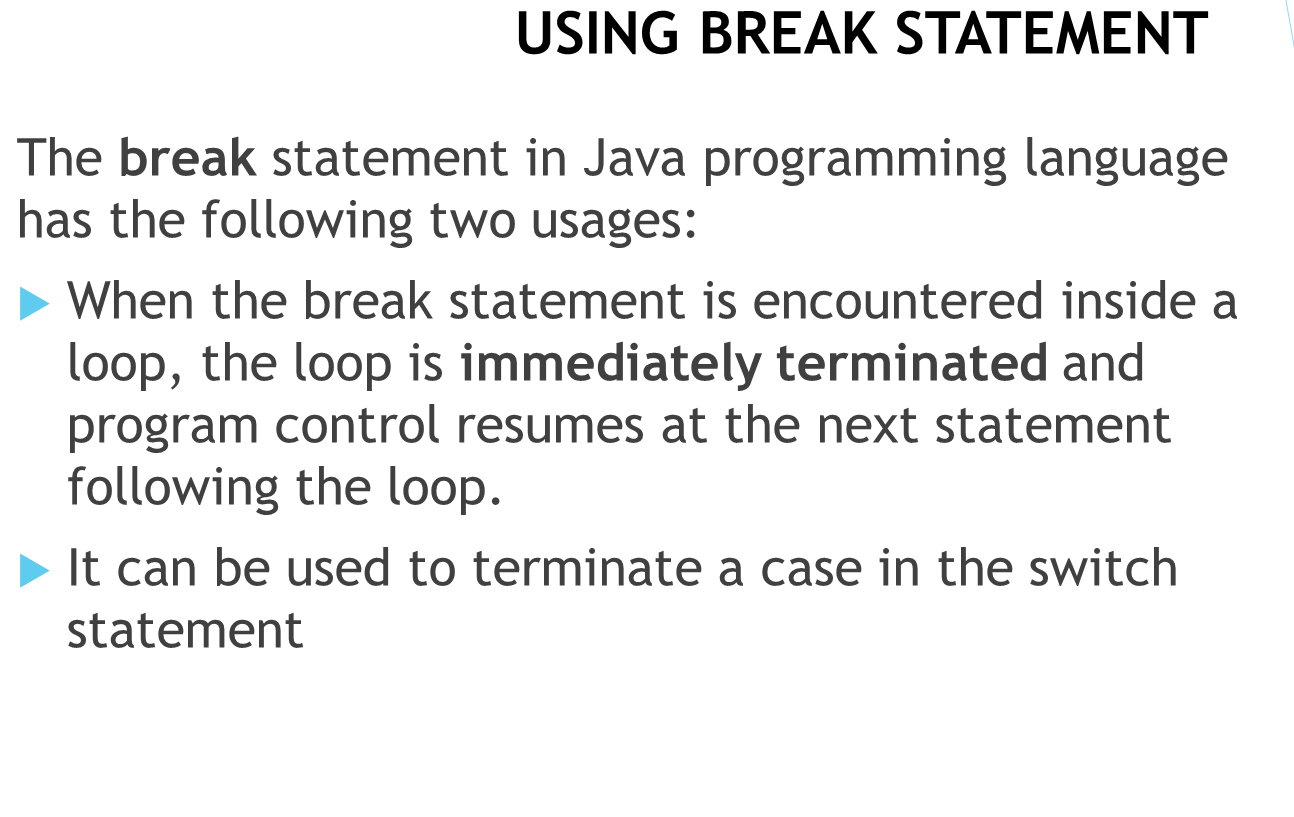 USING BREAK STATEMENT
The break statement in Java programming language
has the following two usages:
When the break statement is encountered inside a
loop, the loop is immediately terminated and
program control resumes at the next statement
following the loop.
It can be used to terminate a case in the switch
statement